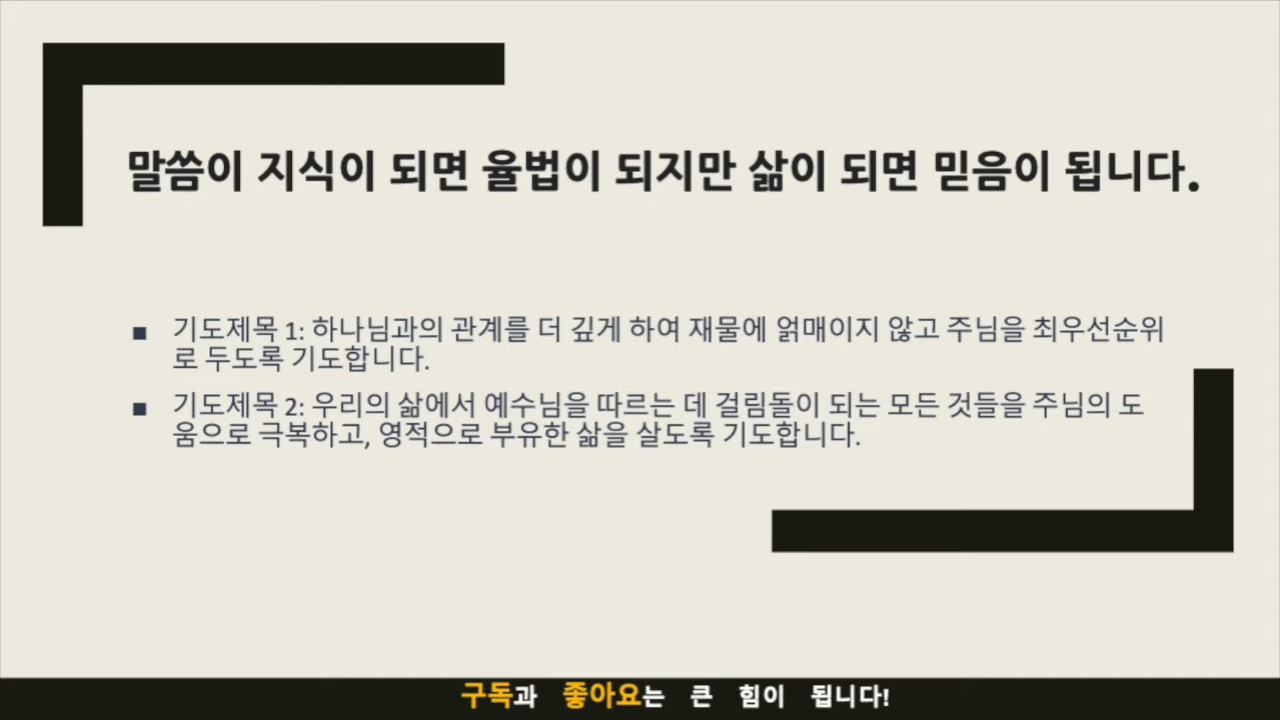 말씀이 지식이 되면 율법이 되지만 삶이 되면 믿음이 됩니다.
■ 기도제목 1: 하나님과의 관계를 더 깊게 하여 재물에 얽매이지 않고 주님을 최우선순위
로 두도록 기도합니다.
■ 기도제목 2: 우리의 삶에서 예수님을 따르는 데 걸림돌이 되는 모든 것들을 주님의 도
움으로 극복하고, 영적으로 부유한 삶을 살도록 기도합니다.
구독과 좋아요는 큰 힘이 됩니다!